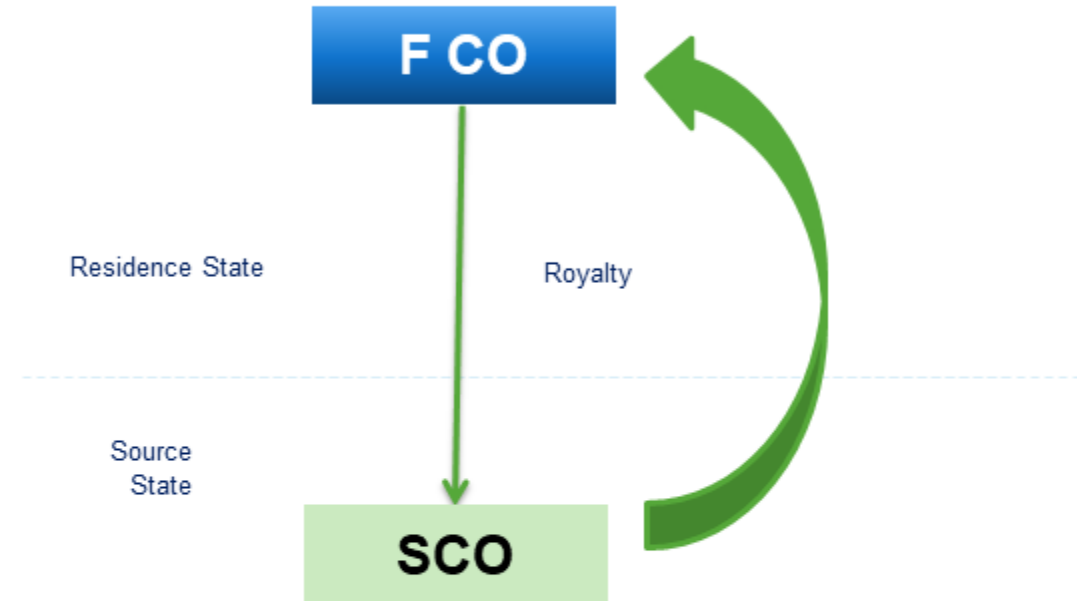 F CO
Residence State
Royalty
Source
State
SCO